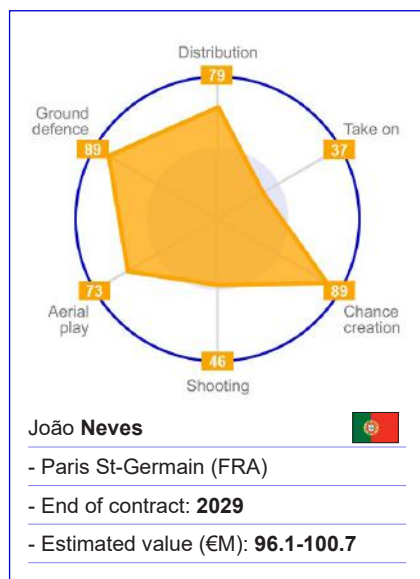 Distribution
79
Ground
defence
89
Take on
37
73
Aerial
play
89
Chance
creation
46
Shooting
João Neves
- Paris St-Germain (FRA)
- End of contract: 2029
- Estimated value (€M): 96.1-100.7